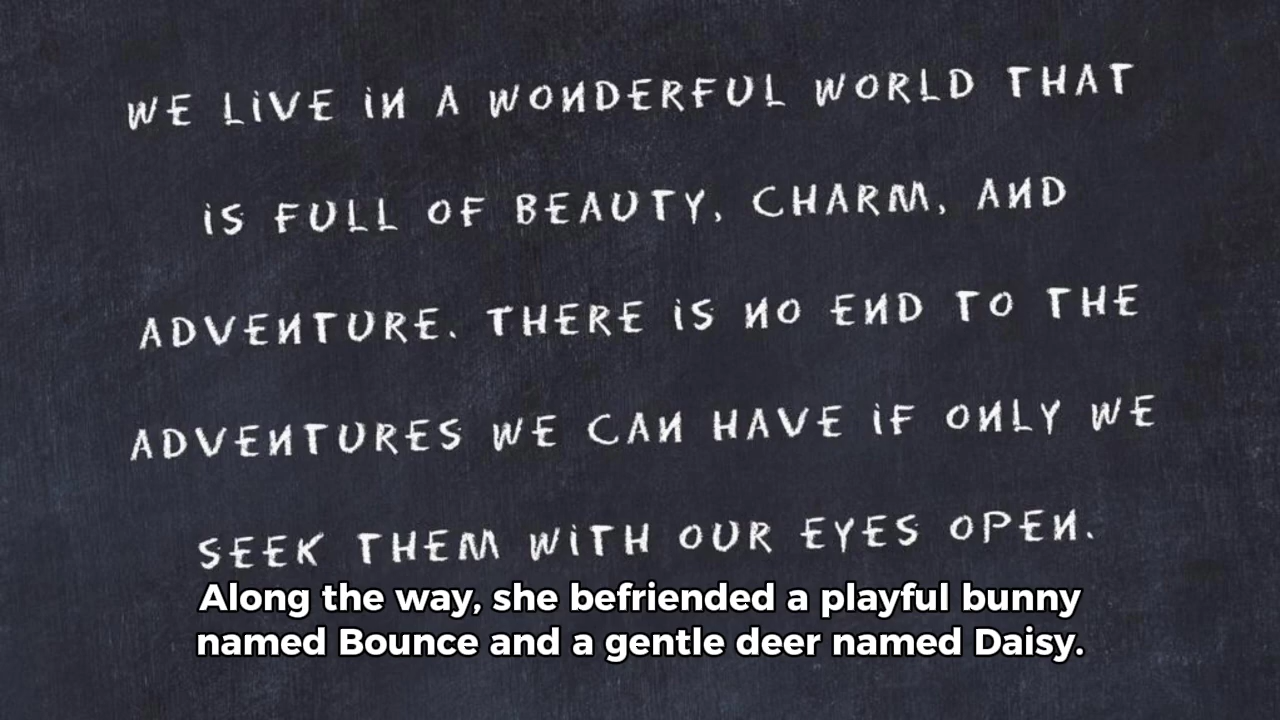 WE LIVE IN A WONDERFUL WORLD THAT
IS FULL OF BEAUTY, CHARM, AND
ADVENTURE. THERE IS NO END TO THE
ADVENTURES WE CAN HAVE IF ONLY WE
SEEK THEM WITH OUR EYES OPEN.
Along the way, she befriended a playful bunny
named Bounce and a gentle deer named Daisy.